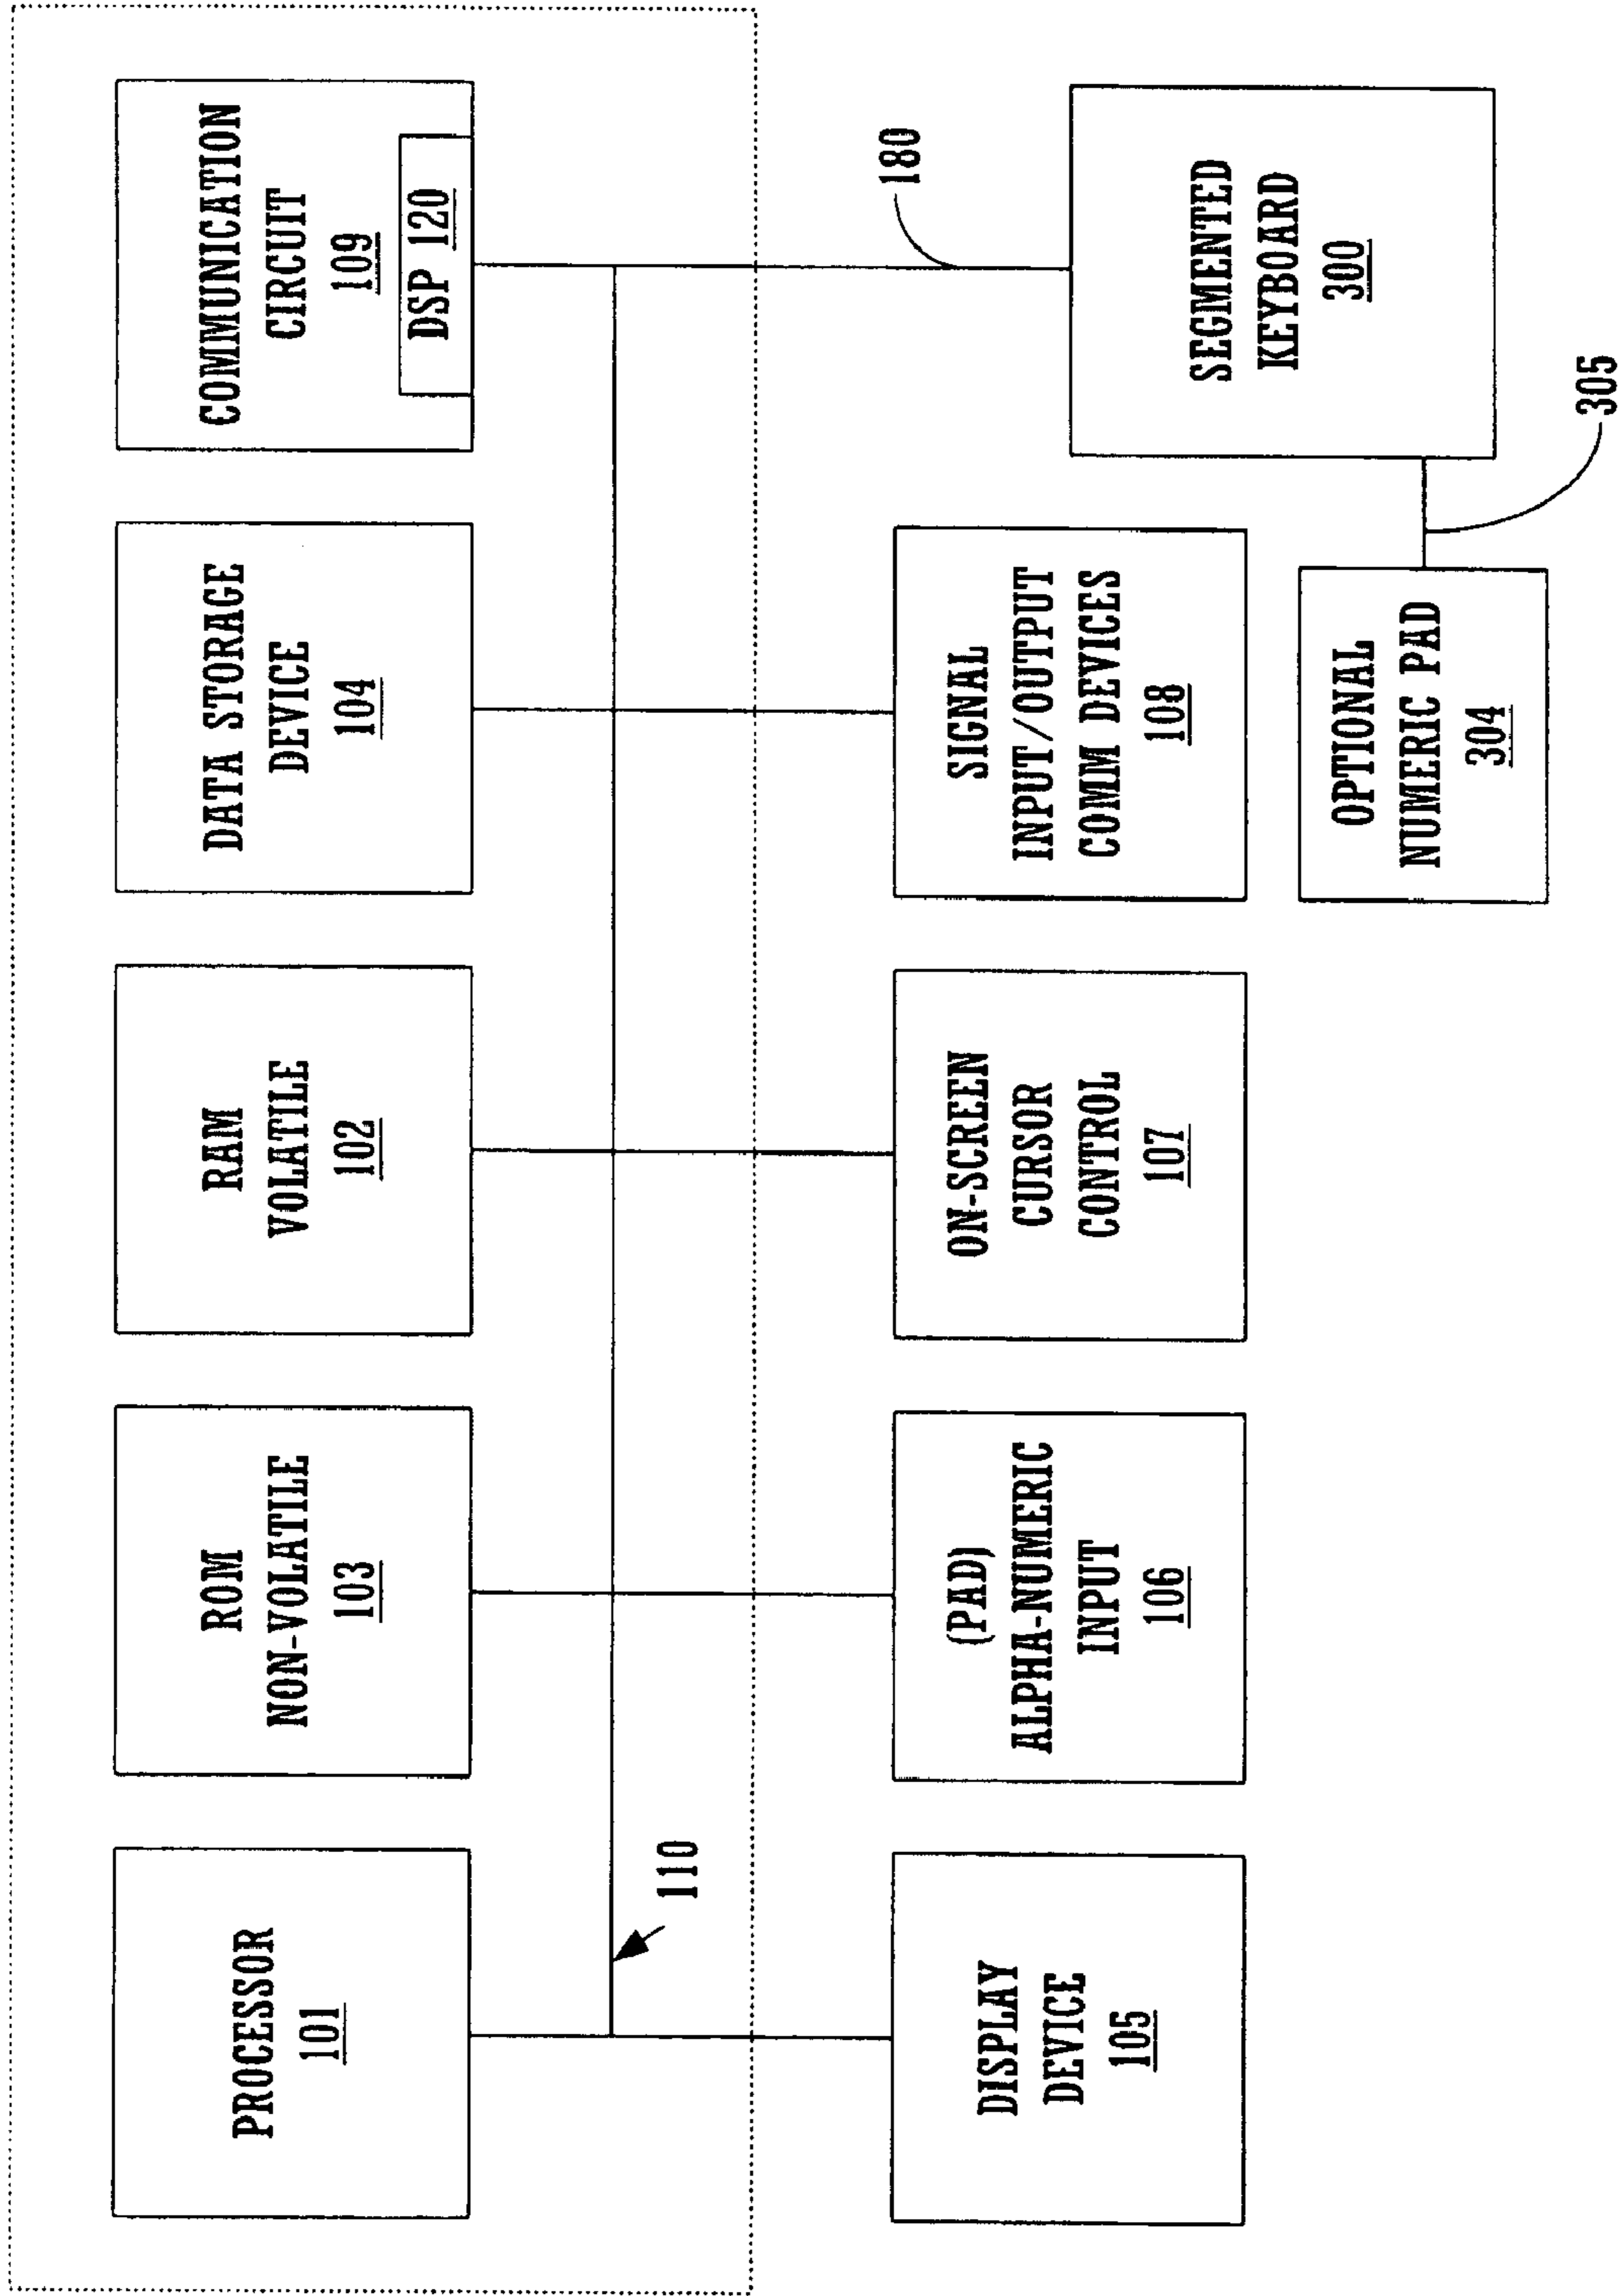 PROCESSOR
101
ROM
NON-VOLATILE
103
RAM
VOLATILE
102
DATA STORAGE
DEVICE
104
COMMUNICATION
CIRCUIT
109
DSP 120
110
180
DISPLAY
DEVICE
105
(PAD)
ALPHA-NUMERIC
INPUT
106
ON-SCREEN
CURSOR
CONTROL
107
SIGNAL
INPUT/OUTPUT
COMM DEVICES
108
SEGMENTED
KEYBOARD
300
OPTIONAL
NUMERIC PAD
304
305